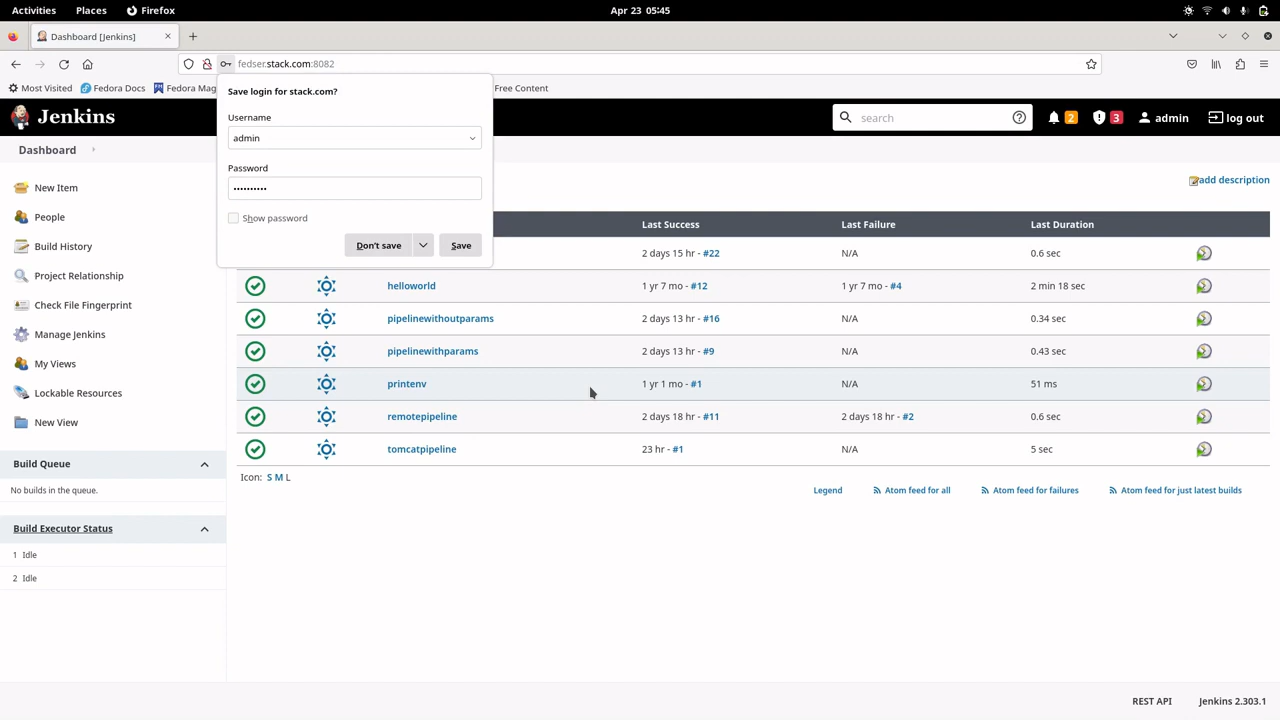 Activities Places Firefox Apr 23 05:45
Dashboard [Jenkins]
fedser.stack.com:8082
Most Visited Fedora Docs Fedora Mag Free Content
Save login for stack.com?
Username
admin
Password
••••••••••
Show password
Don't save Save
Jenkins search 2 3 admin log out
Dashboard
add description
New Item
People
Build History
Project Relationship
Check File Fingerprint
Manage Jenkins
My Views
Lockable Resources
New View
Build Queue
No builds in the queue.
Build Executor Status
1 Idle
2 Idle
Last Success Last Failure Last Duration
2 days 15 hr - #22 N/A 0.6 sec
helloworld 1 yr 7 mo - #12 1 yr 7 mo - #4 2 min 18 sec
pipelinewithoutparams 2 days 13 hr - #16 N/A 0.34 sec
pipelinewithparams 2 days 13 hr - #9 N/A 0.43 sec
printenv 1 yr 1 mo - #1 N/A 51 ms
remotepipeline 2 days 18 hr - #11 2 days 18 hr - #2 0.6 sec
tomcatpipeline 23 hr - #1 N/A 5 sec
Icon: S M L
Legend Atom feed for all Atom feed for failures Atom feed for just latest builds
REST API Jenkins 2.303.1